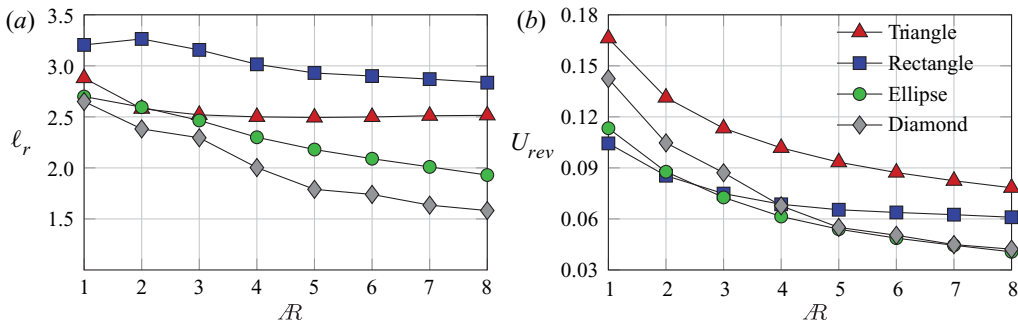 (a)
3.5
3.0
2.5
2.0
1.5
ℓr
1 2 3 4 5 6 7 8
AR
(b)
0.18
0.15
0.12
0.09
0.06
0.03
Urev
1 2 3 4 5 6 7 8
AR
Triangle
Rectangle
Ellipse
Diamond